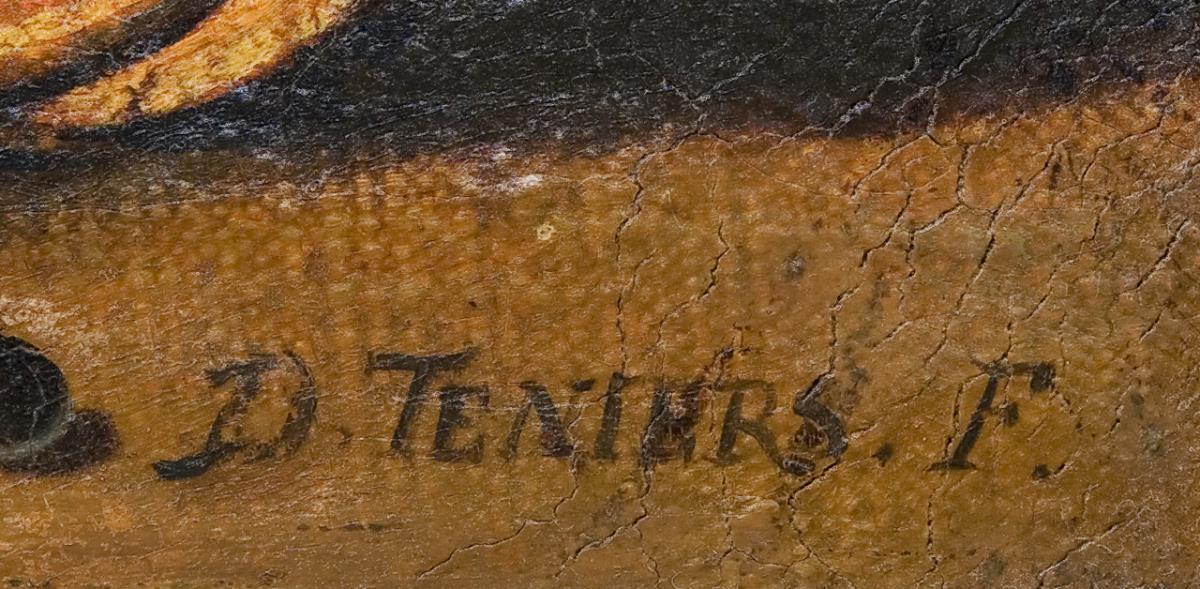 D TENIERS. F.